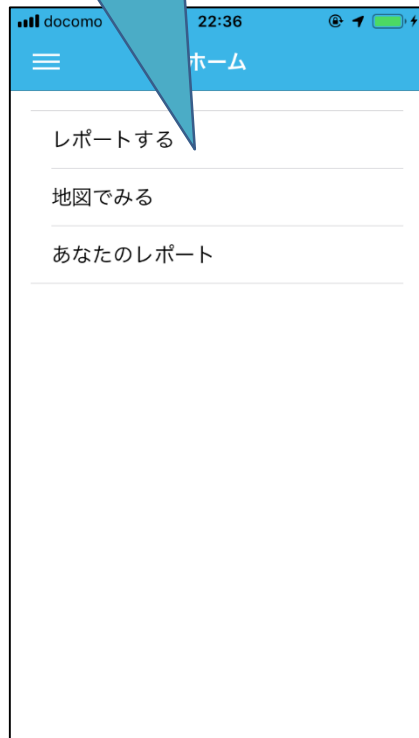 docomo 22:36
ホーム
レポートする
地図でみる
あなたのレポート